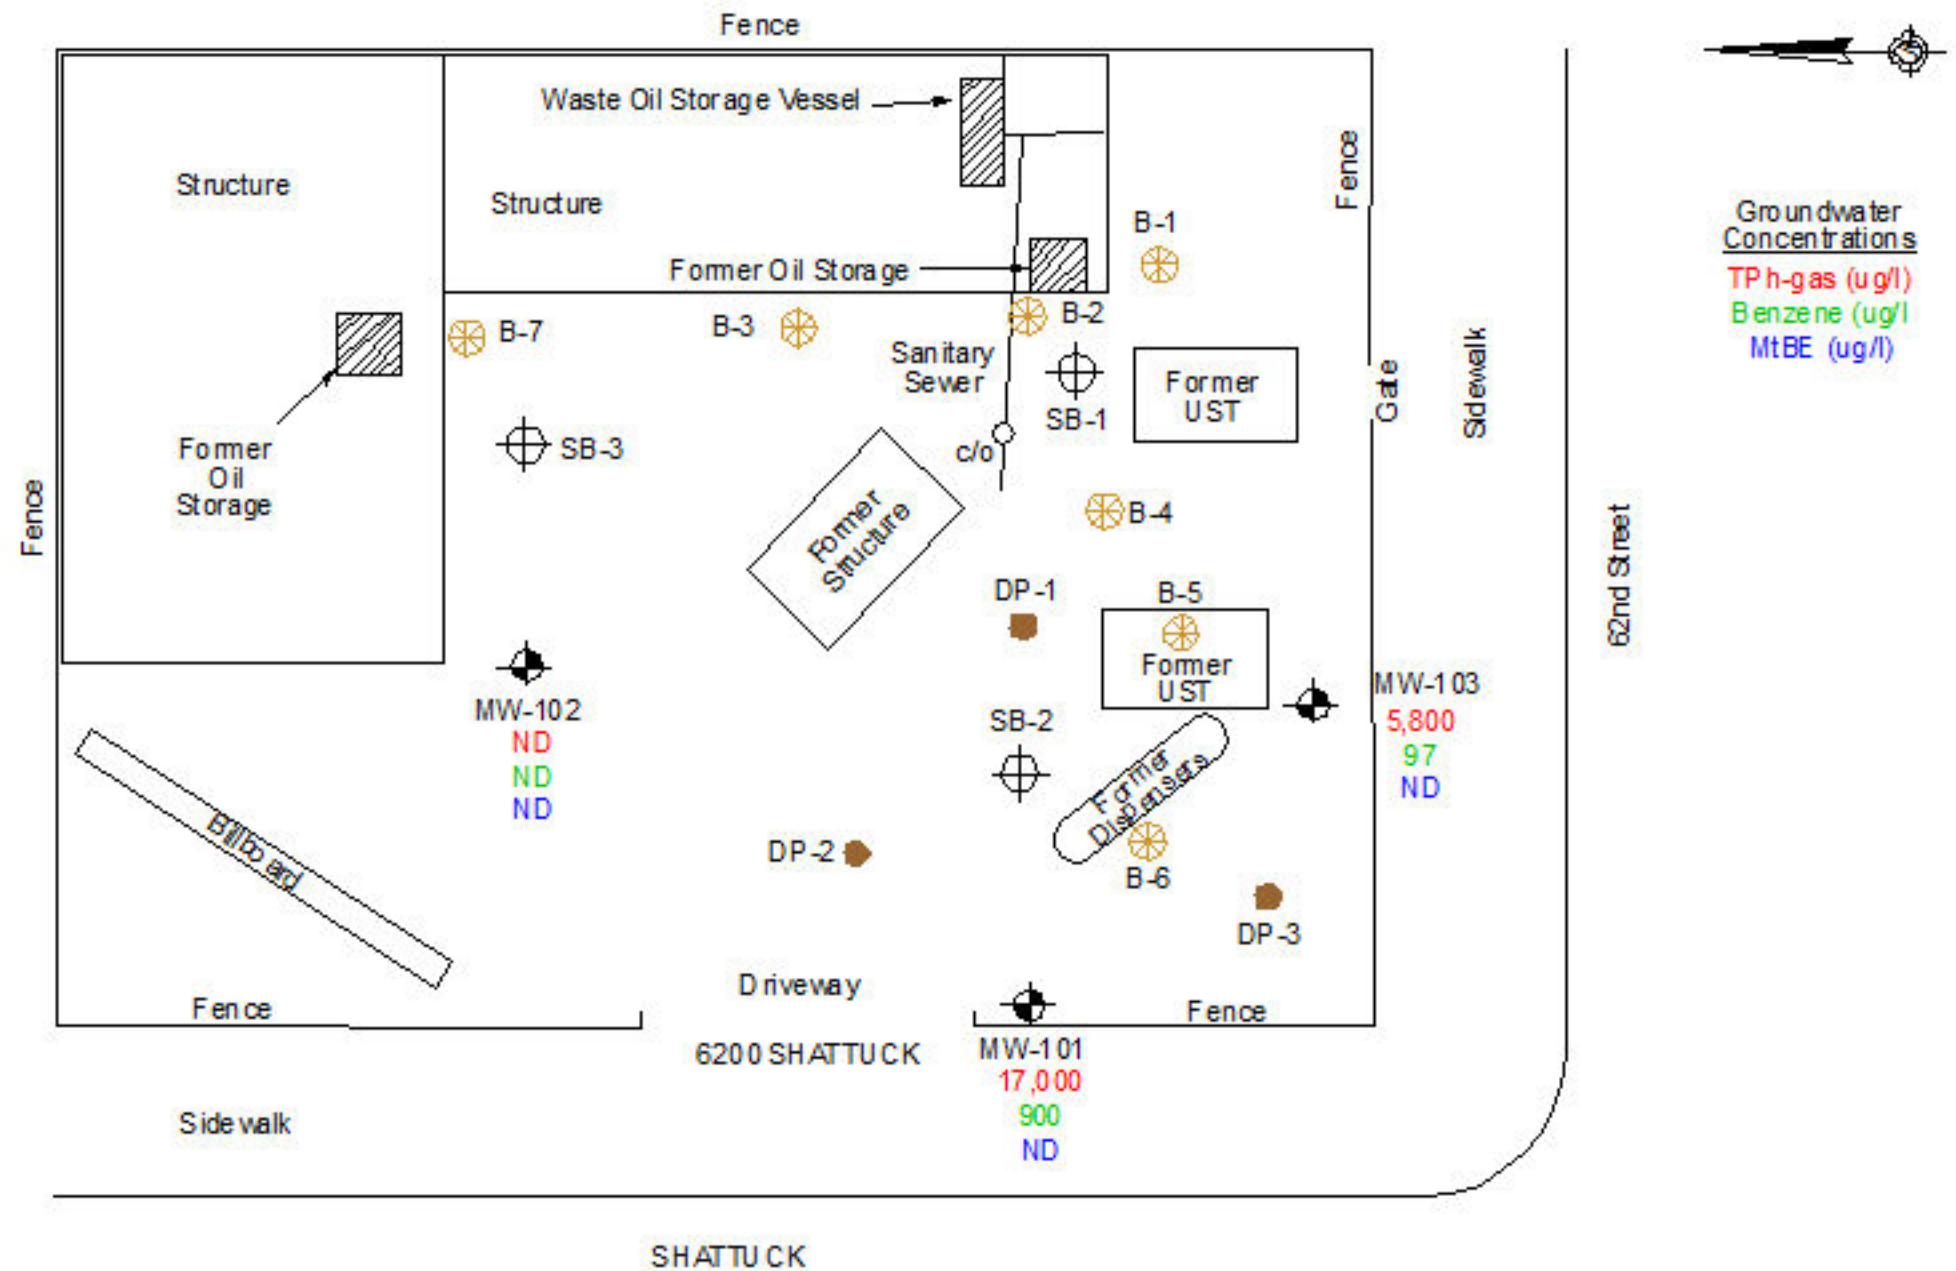 Fence
Waste Oil Storage Vessel
Structure
Structure
Fence
Groundwater
Concentrations
TPh-gas (ug/l)
Benzene (ug/l
MtBE (ug/l)
B-1
Former Oil Storage
B-7
B-3
B-2
Sanitary
Sewer
SB-1
Former
UST
Gate
Sidewalk
Former
Oil
Storage
SB-3
c/o
Fence
Former
Structure
B-4
62nd Street
DP-1
B-5
Former
UST
MW-102
ND
ND
ND
SB-2
MW-103
5,800
97
ND
Former
Dispensers
Billboard
DP-2
B-6
DP-3
Driveway
Fence
Fence
6200 SHATTUCK
MW-101
17,000
900
ND
Sidewalk
SHATTUCK